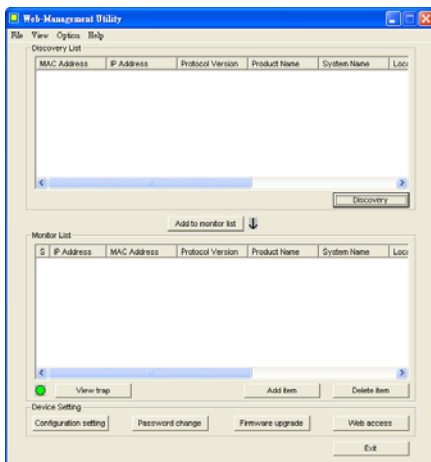 Web-Management Utility
File View Option Help
Discovery List
MAC Address IP Address Protocol Version Product Name System Name Loca
Discovery
Add to monitor list
Monitor List
S IP Address MAC Address Protocol Version Product Name System Name Loca
View trap Add item Delete item
Device Setting
Configuration setting Password change Firmware upgrade Web access
Exit